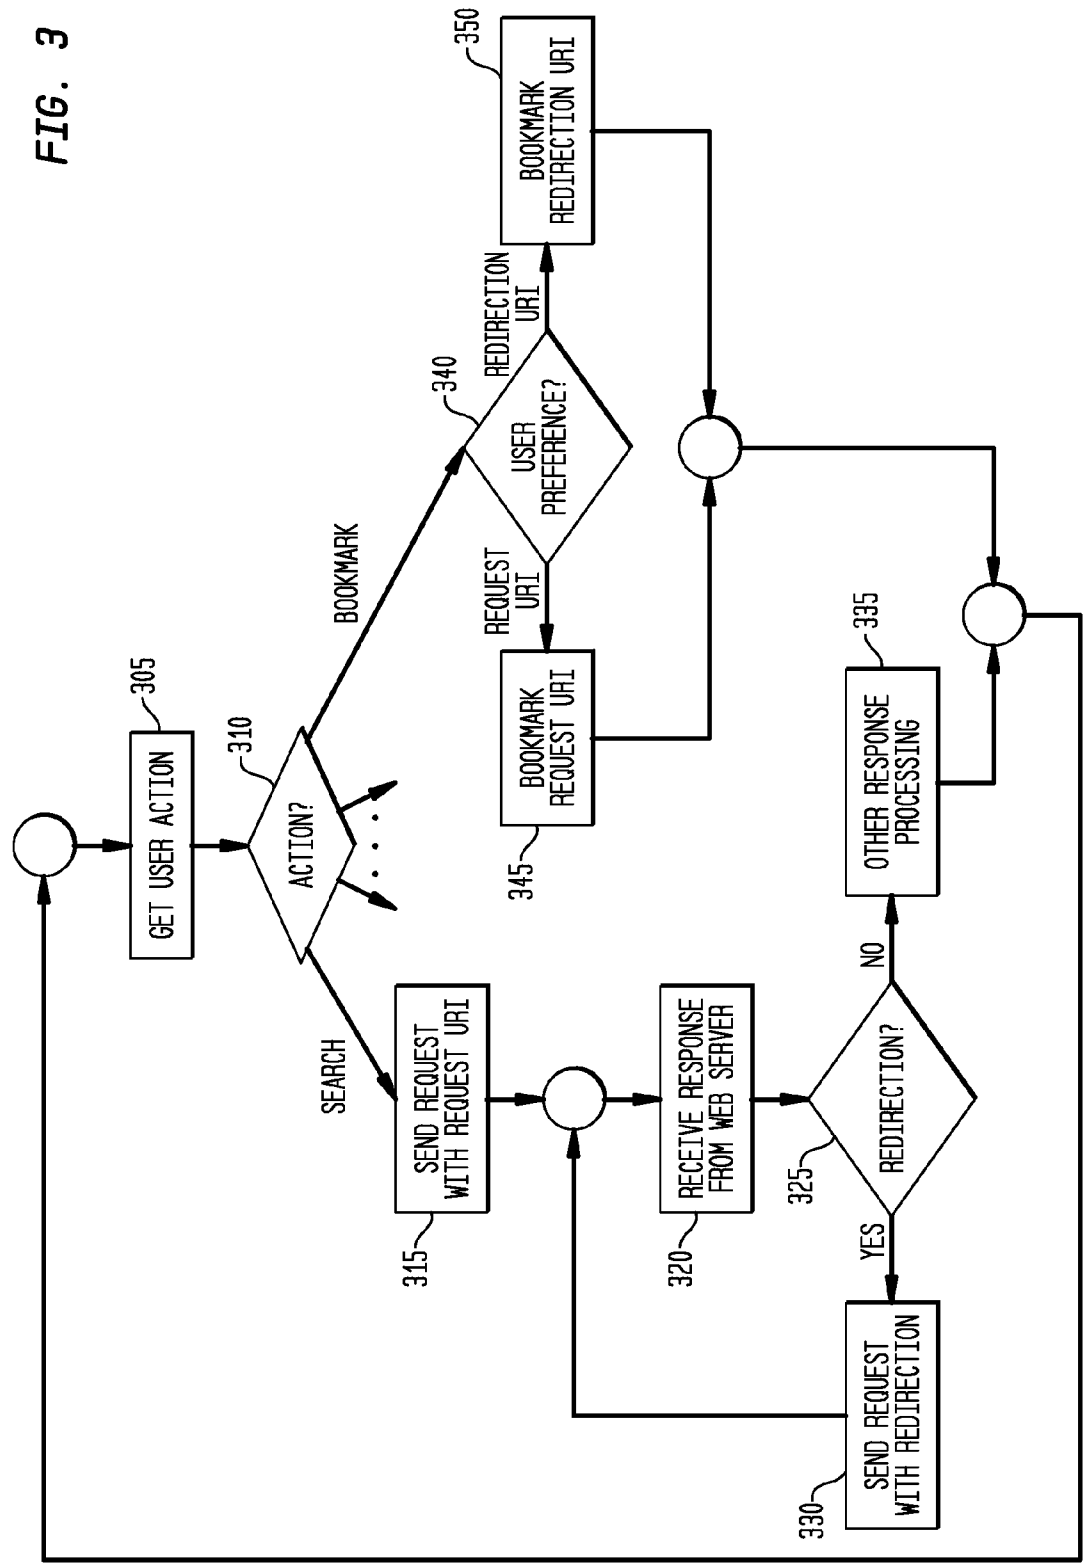 FIG. 3
305
GET USER ACTION
310
ACTION?
SEARCH
BOOKMARK
. . .
315
SEND REQUEST
WITH REQUEST URI
320
RECEIVE RESPONSE
FROM WEB SERVER
325
REDIRECTION?
YES
NO
330
SEND REQUEST
WITH REDIRECTION
335
OTHER RESPONSE
PROCESSING
340
USER
PREFERENCE?
REQUEST
URI
REDIRECTION
URI
345
BOOKMARK
REQUEST URI
350
BOOKMARK
REDIRECTION URI